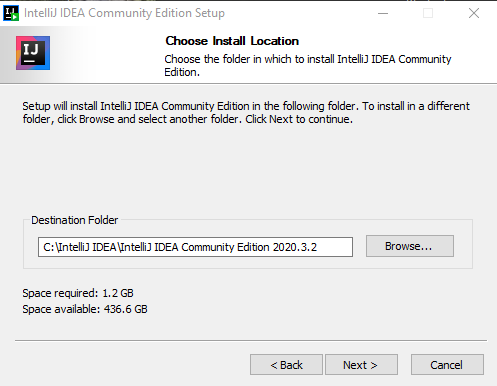 IntelliJ IDEA Community Edition Setup
IJ
Choose Install Location
Choose the folder in which to install IntelliJ IDEA Community
Edition.
Setup will install IntelliJ IDEA Community Edition in the following folder. To install in a different
folder, click Browse and select another folder. Click Next to continue.
Destination Folder
C:\IntelliJ IDEA\IntelliJ IDEA Community Edition 2020.3.2
Browse...
Space required: 1.2 GB
Space available: 436.6 GB
< Back
Next >
Cancel